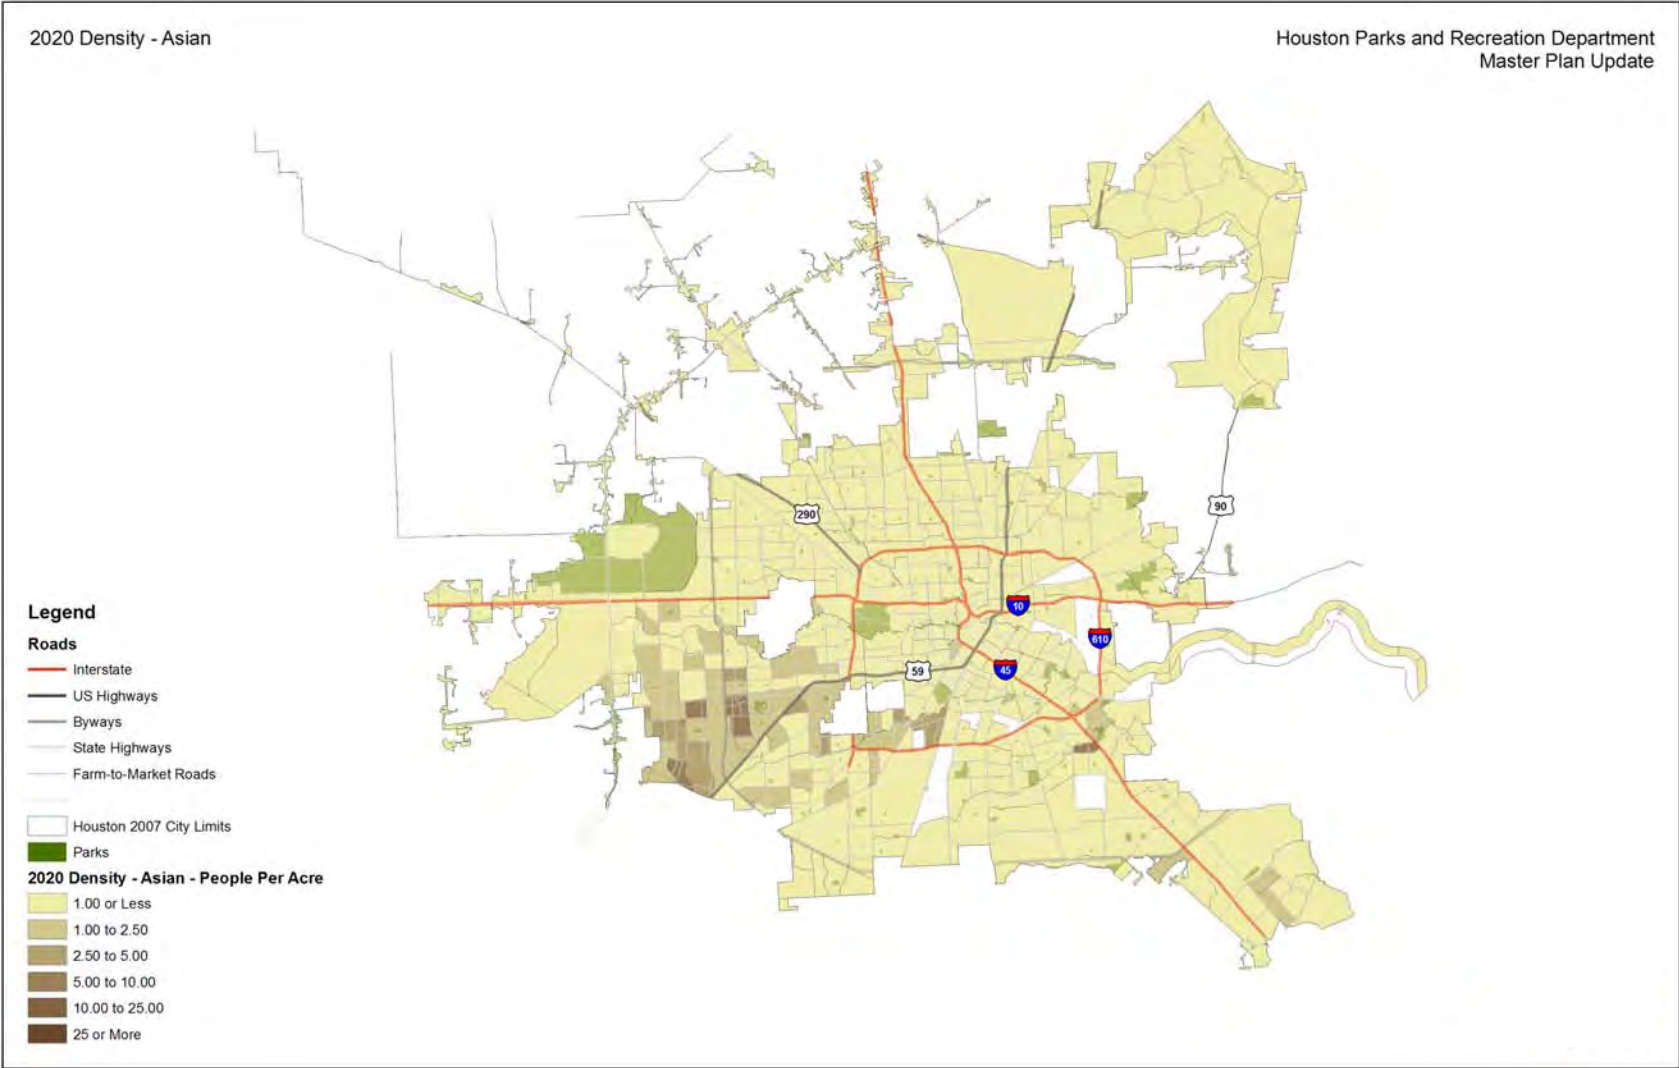 2020 Density - Asian
Houston Parks and Recreation Department
Master Plan Update
290
90
10
610
59
45
Legend
Roads
Interstate
US Highways
Byways
State Highways
Farm-to-Market Roads
Houston 2007 City Limits
Parks
2020 Density - Asian - People Per Acre
1.00 or Less
1.00 to 2.50
2.50 to 5.00
5.00 to 10.00
10.00 to 25.00
25 or More